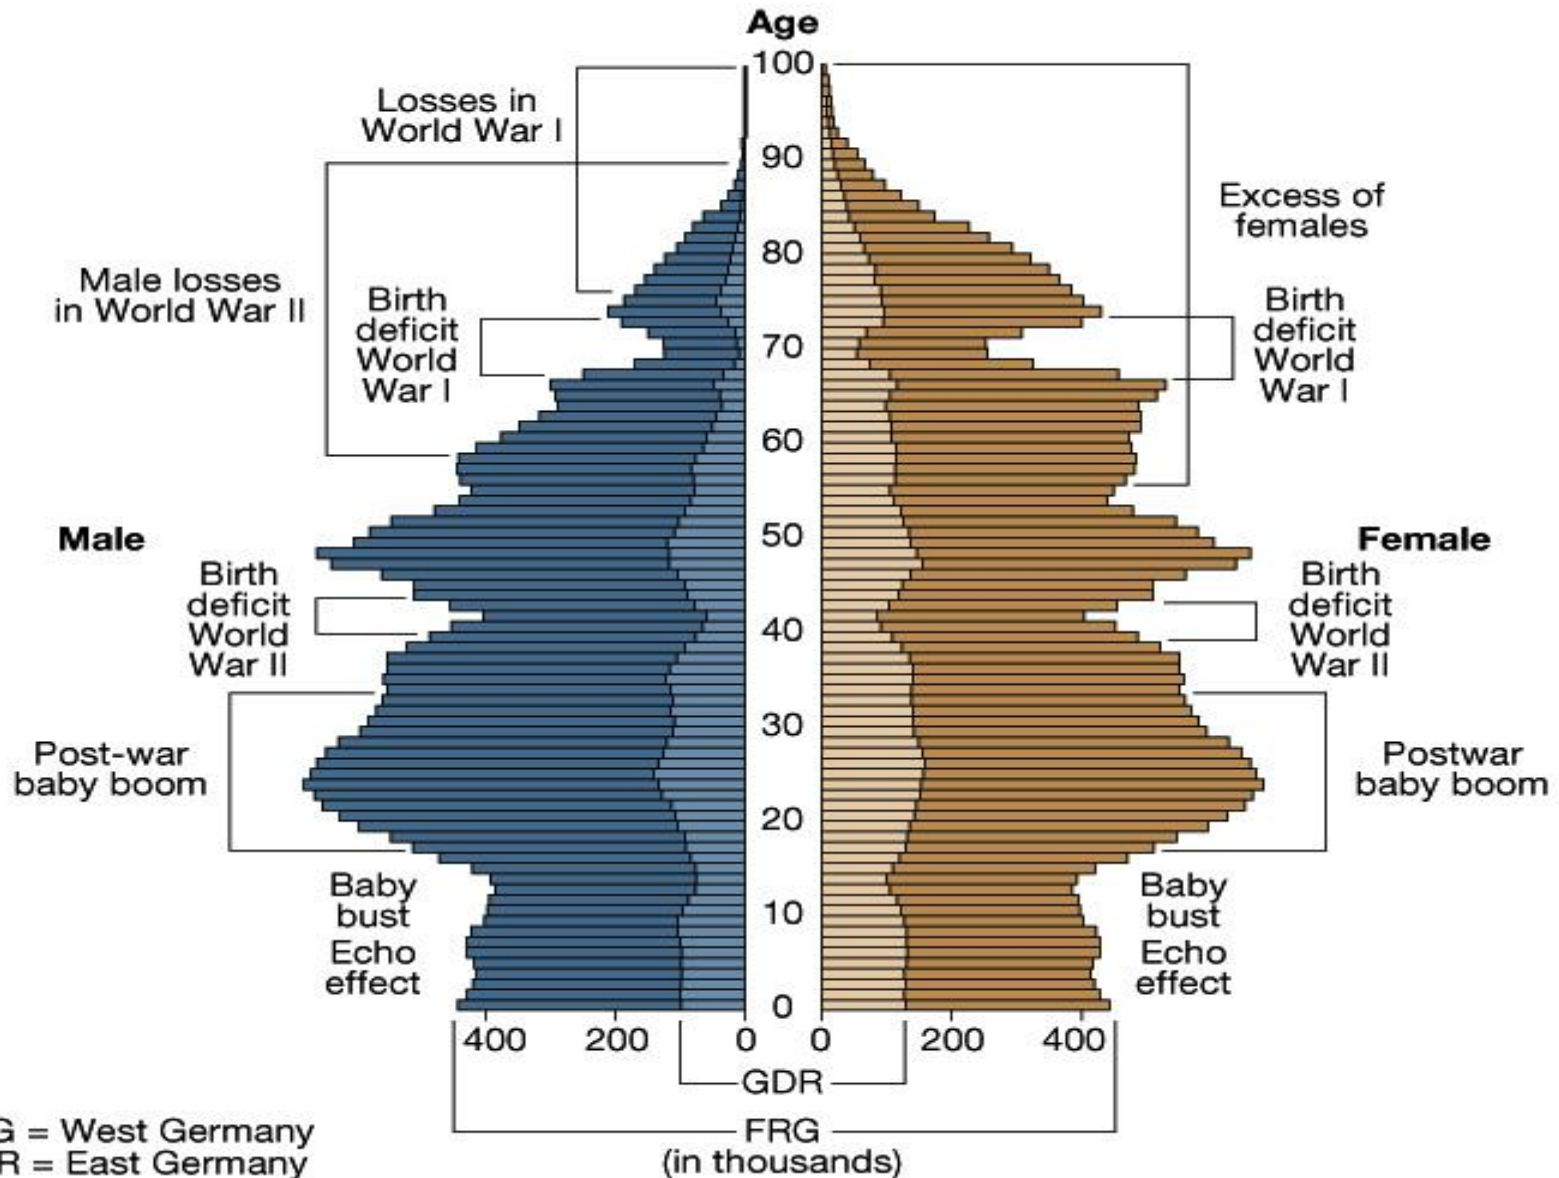 Age
100
90
80
70
60
50
40
30
20
10
0
Losses in
World War I
Male losses
in World War II
Birth
deficit
World
War I
Male
Birth
deficit
World
War II
Post-war
baby boom
Baby
bust
Echo
effect
Excess of
females
Birth
deficit
World
War I
Female
Birth
deficit
World
War II
Postwar
baby boom
Baby
bust
Echo
effect
400 200 0 0 200 400
GDR
FRG
(in thousands)
G = West Germany
R = East Germany